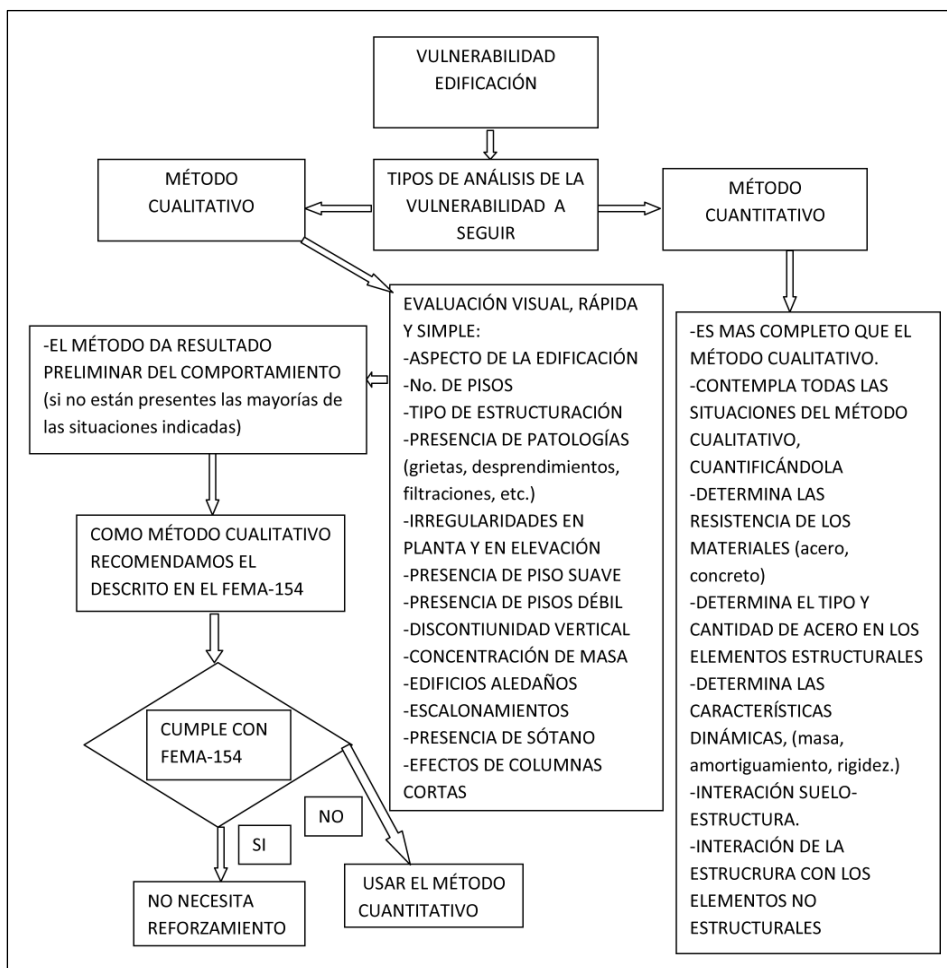 VULNERABILIDAD
EDIFICACIÓN
TIPOS DE ANÁLISIS DE LA
VULNERABILIDAD A
SEGUIR
MÉTODO
CUALITATIVO
MÉTODO
CUANTITATIVO
EVALUACIÓN VISUAL, RÁPIDA
Y SIMPLE:
-ASPECTO DE LA EDIFICACIÓN
-No. DE PISOS
-TIPO DE ESTRUCTURACIÓN
-PRESENCIA DE PATOLOGÍAS
(grietas, desprendimientos,
filtraciones, etc.)
-IRREGULARIDADES EN
PLANTA Y EN ELEVACIÓN
-PRESENCIA DE PISO SUAVE
-PRESENCIA DE PISOS DÉBIL
-DISCONTIUNIDAD VERTICAL
-CONCENTRACIÓN DE MASA
-EDIFICIOS ALEDAÑOS
-ESCALONAMIENTOS
-PRESENCIA DE SÓTANO
-EFECTOS DE COLUMNAS
CORTAS
-EL MÉTODO DA RESULTADO
PRELIMINAR DEL COMPORTAMIENTO
(si no están presentes las mayorías de
las situaciones indicadas)
COMO MÉTODO CUALITATIVO
RECOMENDAMOS EL
DESCRITO EN EL FEMA-154
CUMPLE CON
FEMA-154
SI
NO
NO NECESITA
REFORZAMIENTO
USAR EL MÉTODO
CUANTITATIVO
-ES MAS COMPLETO QUE EL
MÉTODO CUALITATIVO.
-CONTEMPLA TODAS LAS
SITUACIONES DEL MÉTODO
CUALITATIVO,
CUANTIFICÁNDOLA
-DETERMINA LAS
RESISTENCIA DE LOS
MATERIALES (acero,
concreto)
-DETERMINA EL TIPO Y
CANTIDAD DE ACERO EN LOS
ELEMENTOS ESTRUCTURALES
-DETERMINA LAS
CARACTERÍSTICAS
DINÁMICAS, (masa,
amortiguamiento, rigidez.)
-INTERACIÓN SUELO-
ESTRUCTURA.
-INTERACIÓN DE LA
ESTRUCRURA CON LOS
ELEMENTOS NO
ESTRUCTURALES